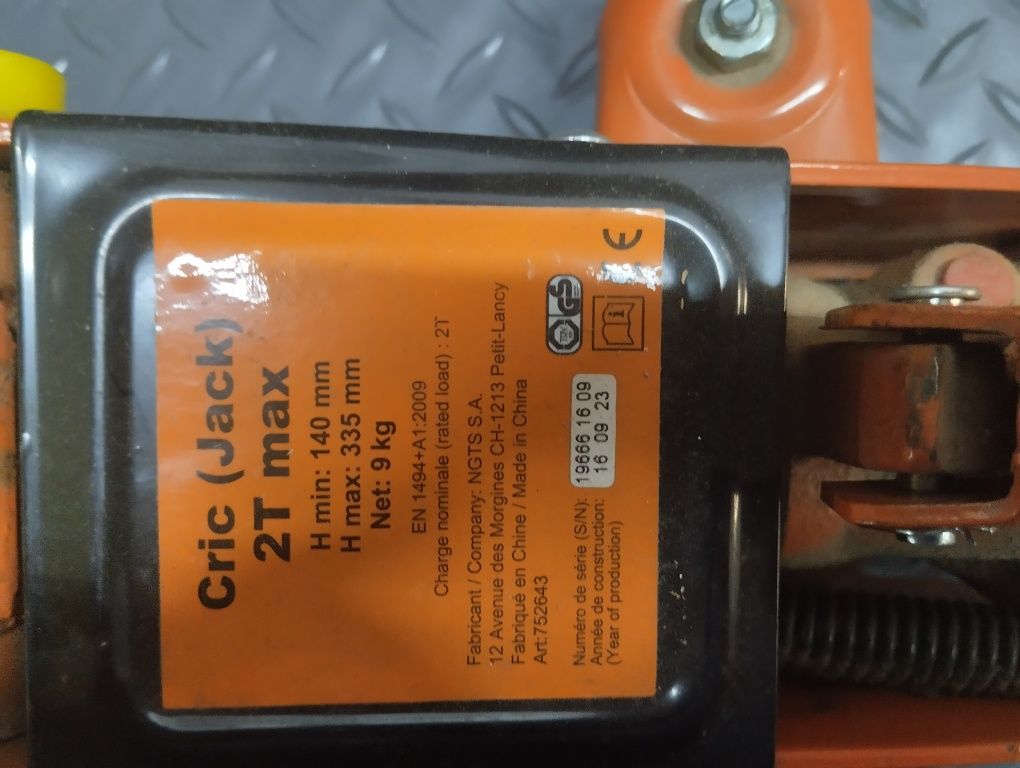 Cric (Jack)
2T max
H min: 140 mm
H max: 335 mm
Net: 9 kg
EN 1494+A1:2009
Charge nominale (rated load) : 2T
Fabricant / Company: NGTS S.A.
12 Avenue des Morgines CH-1213 Petit-Lancy
Fabriqué en Chine / Made in China
Art:752643
Numéro de série (S/N): 19666 16 09
Année de construction: 16 09 23
(Year of production)
TÜV GS
CE